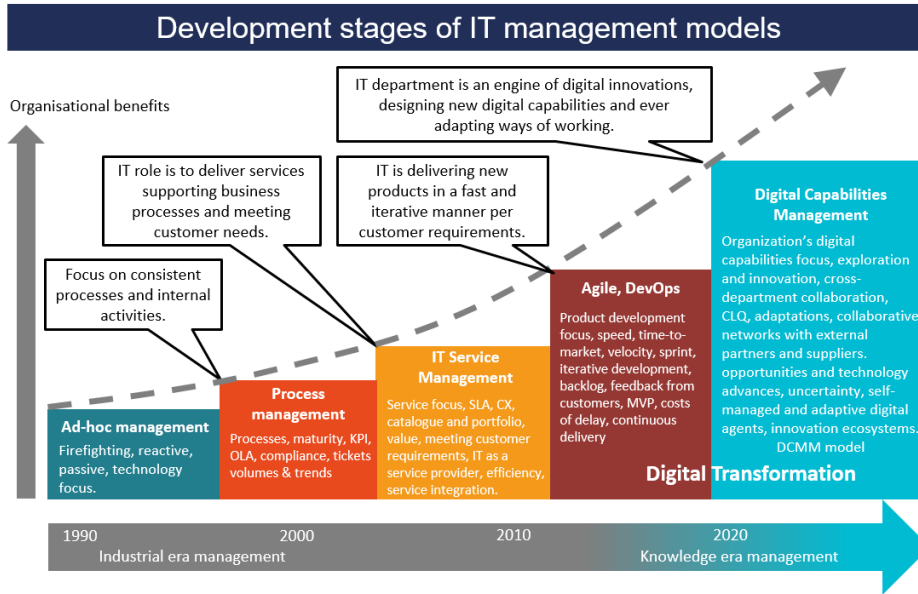 Development stages of IT management models
Organisational benefits
IT department is an engine of digital innovations,
designing new digital capabilities and ever
adapting ways of working.
IT role is to deliver services
supporting business
processes and meeting
customer needs.
IT is delivering new
products in a fast and
iterative manner per
customer requirements.
Focus on consistent
processes and internal
activities.
Ad-hoc management
Firefighting, reactive,
passive, technology
focus.
Process
management
Processes, maturity, KPI,
OLA, compliance, tickets
volumes & trends
IT Service
Management
Service focus, SLA, CX,
catalogue and portfolio,
value, meeting customer
requirements, IT as a
service provider, efficiency,
service integration.
Agile, DevOps
Product development
focus, speed, time-to-
market, velocity, sprint,
iterative development,
backlog, feedback from
customers, MVP, costs
of delay, continuous
delivery
Digital Capabilities
Management
Organization's digital
capabilities focus, exploration
and innovation, cross-
department collaboration,
CLQ, adaptations, collaborative
networks with external
partners and suppliers.
opportunities and technology
advances, uncertainty, self-
managed and adaptive digital
agents, innovation ecosystems.
DCMM model
Digital Transformation
1990
2000
2010
2020
Industrial era management
Knowledge era management